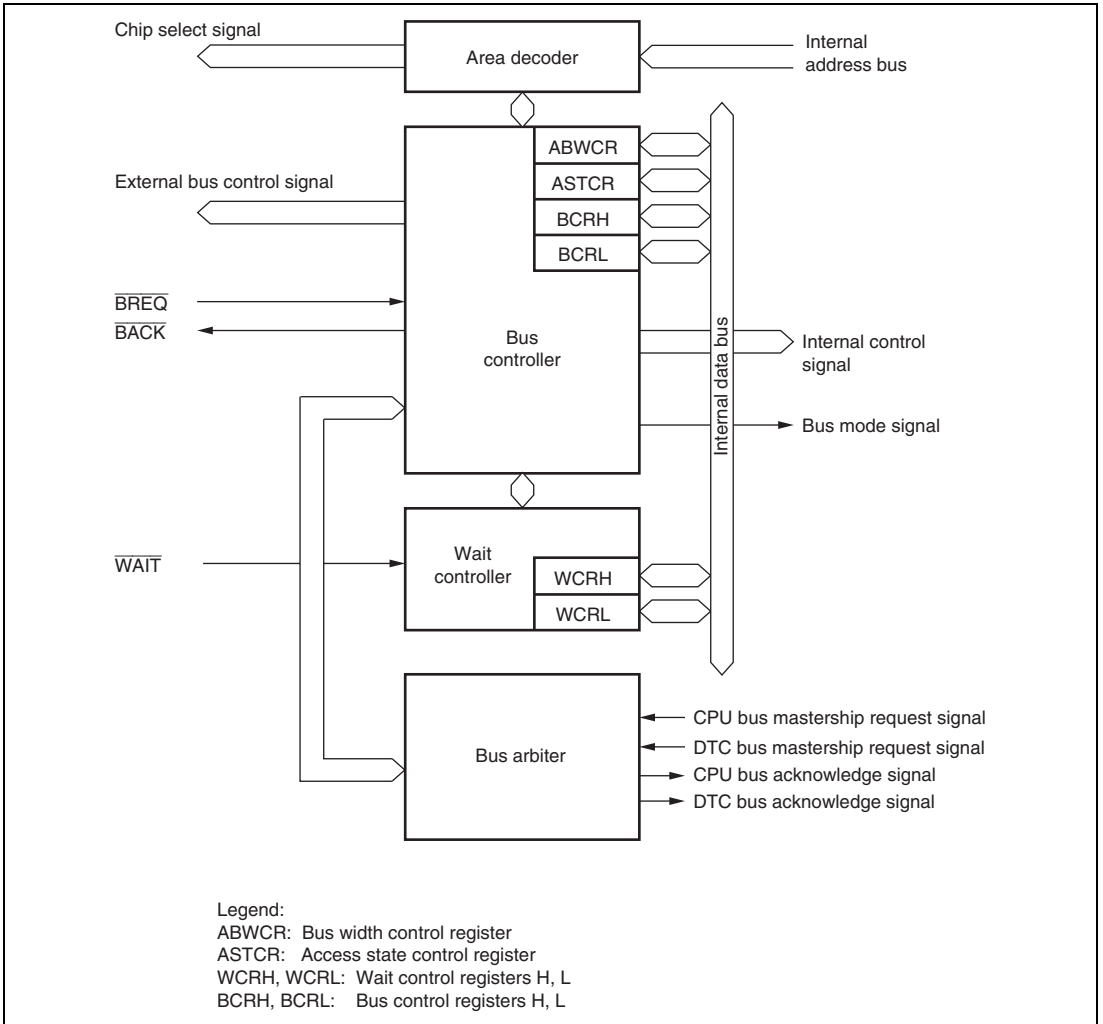 Chip select signal
Area decoder
Internal
address bus
ABWCR
ASTCR
BCRH
BCRL
External bus control signal
BREQ
BACK
Bus
controller
Internal data bus
Internal control
signal
Bus mode signal
WAIT
Wait
controller
WCRH
WCRL
Bus arbiter
CPU bus mastership request signal
DTC bus mastership request signal
CPU bus acknowledge signal
DTC bus acknowledge signal
Legend:
ABWCR: Bus width control register
ASTCR: Access state control register
WCRH, WCRL: Wait control registers H, L
BCRH, BCRL: Bus control registers H, L